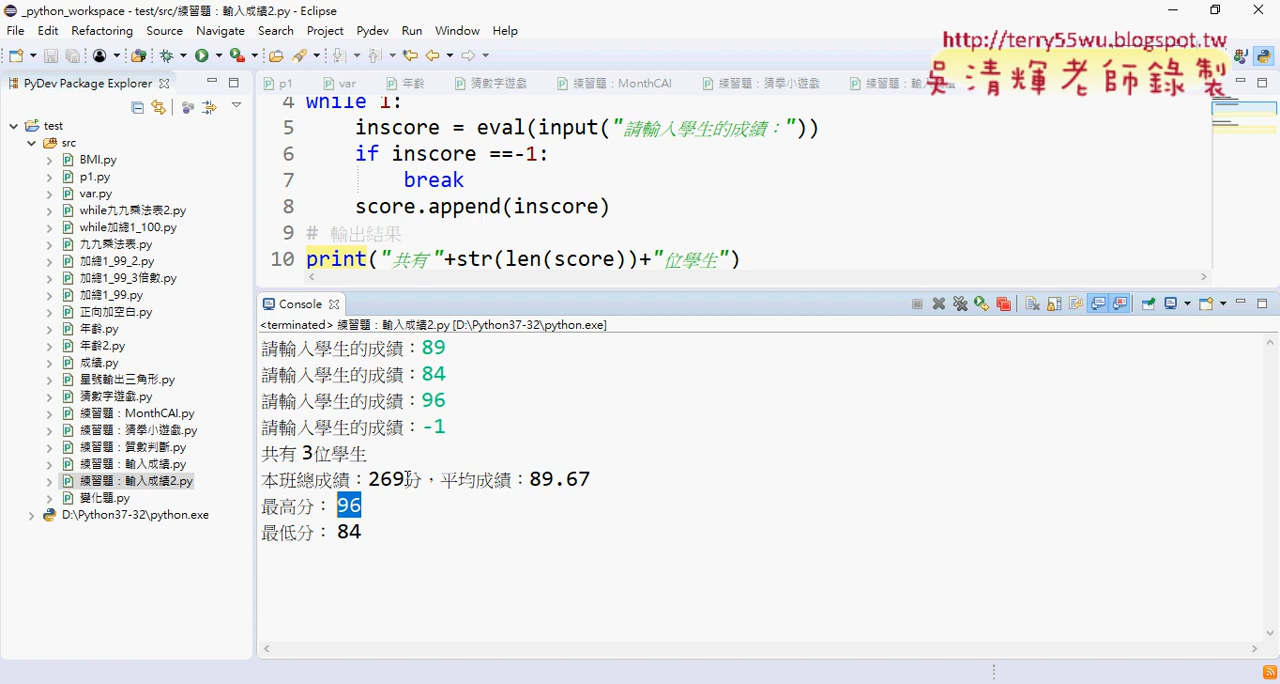 _python_workspace - test/src/練習題：輸入成績2.py - Eclipse
File Edit Refactoring Source Navigate Search Project Pydev Run Window Help
http://terry55wu.blogspot.tw
吳清輝老師錄製
PyDev Package Explorer
p1 var 年齡 猜數字遊戲 練習題：MonthCAI 練習題：猜拳小遊戲
test
src
BMI.py
p1.py
var.py
while九九乘法表2.py
while加總1_100.py
九九乘法表.py
加總1_99_2.py
加總1_99_3倍數.py
加總1_99.py
正向加空白.py
年齡.py
年齡2.py
成績.py
星號輸出三角形.py
猜數字遊戲.py
練習題：MonthCAI.py
練習題：猜拳小遊戲.py
練習題：質數判斷.py
練習題：輸入成績.py
練習題：輸入成績2.py
變化題.py
D:\Python37-32\python.exe
4 while 1:
5 inscore = eval(input("請輸入學生的成績："))
6 if inscore ==-1:
7 break
8 score.append(inscore)
9 # 輸出結果
10 print("共有 "+str(len(score))+"位學生")
Console
<terminated> 練習題：輸入成績2.py [D:\Python37-32\python.exe]
請輸入學生的成績：89
請輸入學生的成績：84
請輸入學生的成績：96
請輸入學生的成績：-1
共有 3位學生
本班總成績：269分，平均成績：89.67
最高分： 96
最低分： 84